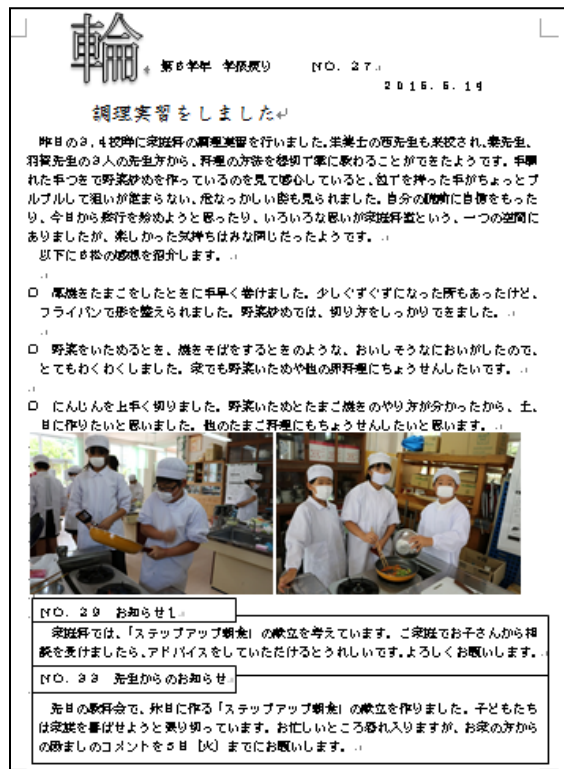 輪 第6学年 学級便り NO. 27
2015.5.14
調理実習をしました
昨日の3，4校時に家庭科の調理実習を行いました。栄養士の西先生も来校され、秦先生、
羽賀先生の3人の先生方から、料理の方法を懇切丁寧に教わることができたようです。手馴
れた手つきで野菜炒めを作っているのを見て感心していると、包丁を持った手がちょっとプ
ルプルして狙いが定まらない、危なっかしい姿も見られました。自分の腕前に自信をもった
り、今日から修行を始めようと思ったり、いろいろな思いが家庭科室という、一つの空間に
ありましたが、楽しかった気持ちはみな同じだったようです。
以下に6松の感想を紹介します。
〇 厚焼きたまごをしたときに手早く巻けました。少しぐずぐずになった所もあったけど、
フライパンで形を整えられました。野菜炒めでは、切り方をしっかりできました。
〇 野菜をいためるとき、焼きそばをするときのような、おいしそうなにおいがしたので、
とてもわくわくしました。家でも野菜いためや他の卵料理にちょうせんしたいです。
〇 にんじんを上手く切りました。野菜いためとたまご焼きのやり方が分かったから、土、
日に作りたいと思いました。他のたまご料理にもちょうせんしたいと思います。
NO. 29 お知らせ1
家庭科では、「ステップアップ朝食」の献立を考えています。ご家庭でお子さんから相
談を受けましたら、アドバイスをしていただけるとうれしいです。よろしくお願いします。
NO. 33 先生からのお知らせ
先日の教科会で、休日に作る「ステップアップ朝食」の献立を作りました。子どもたち
は家族を喜ばせようと張り切っています。お忙しいところ恐れ入りますが、お家の方から
の励ましのコメントを5日（火）までにお願いします。